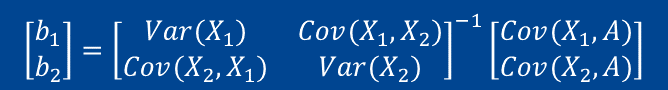 [b₁] = [Var(X₁) Cov(X₁, X₂)]⁻¹ [Cov(X₁, A)]
[b₂] [Cov(X₂, X₁) Var(X₂)] [Cov(X₂, A)]